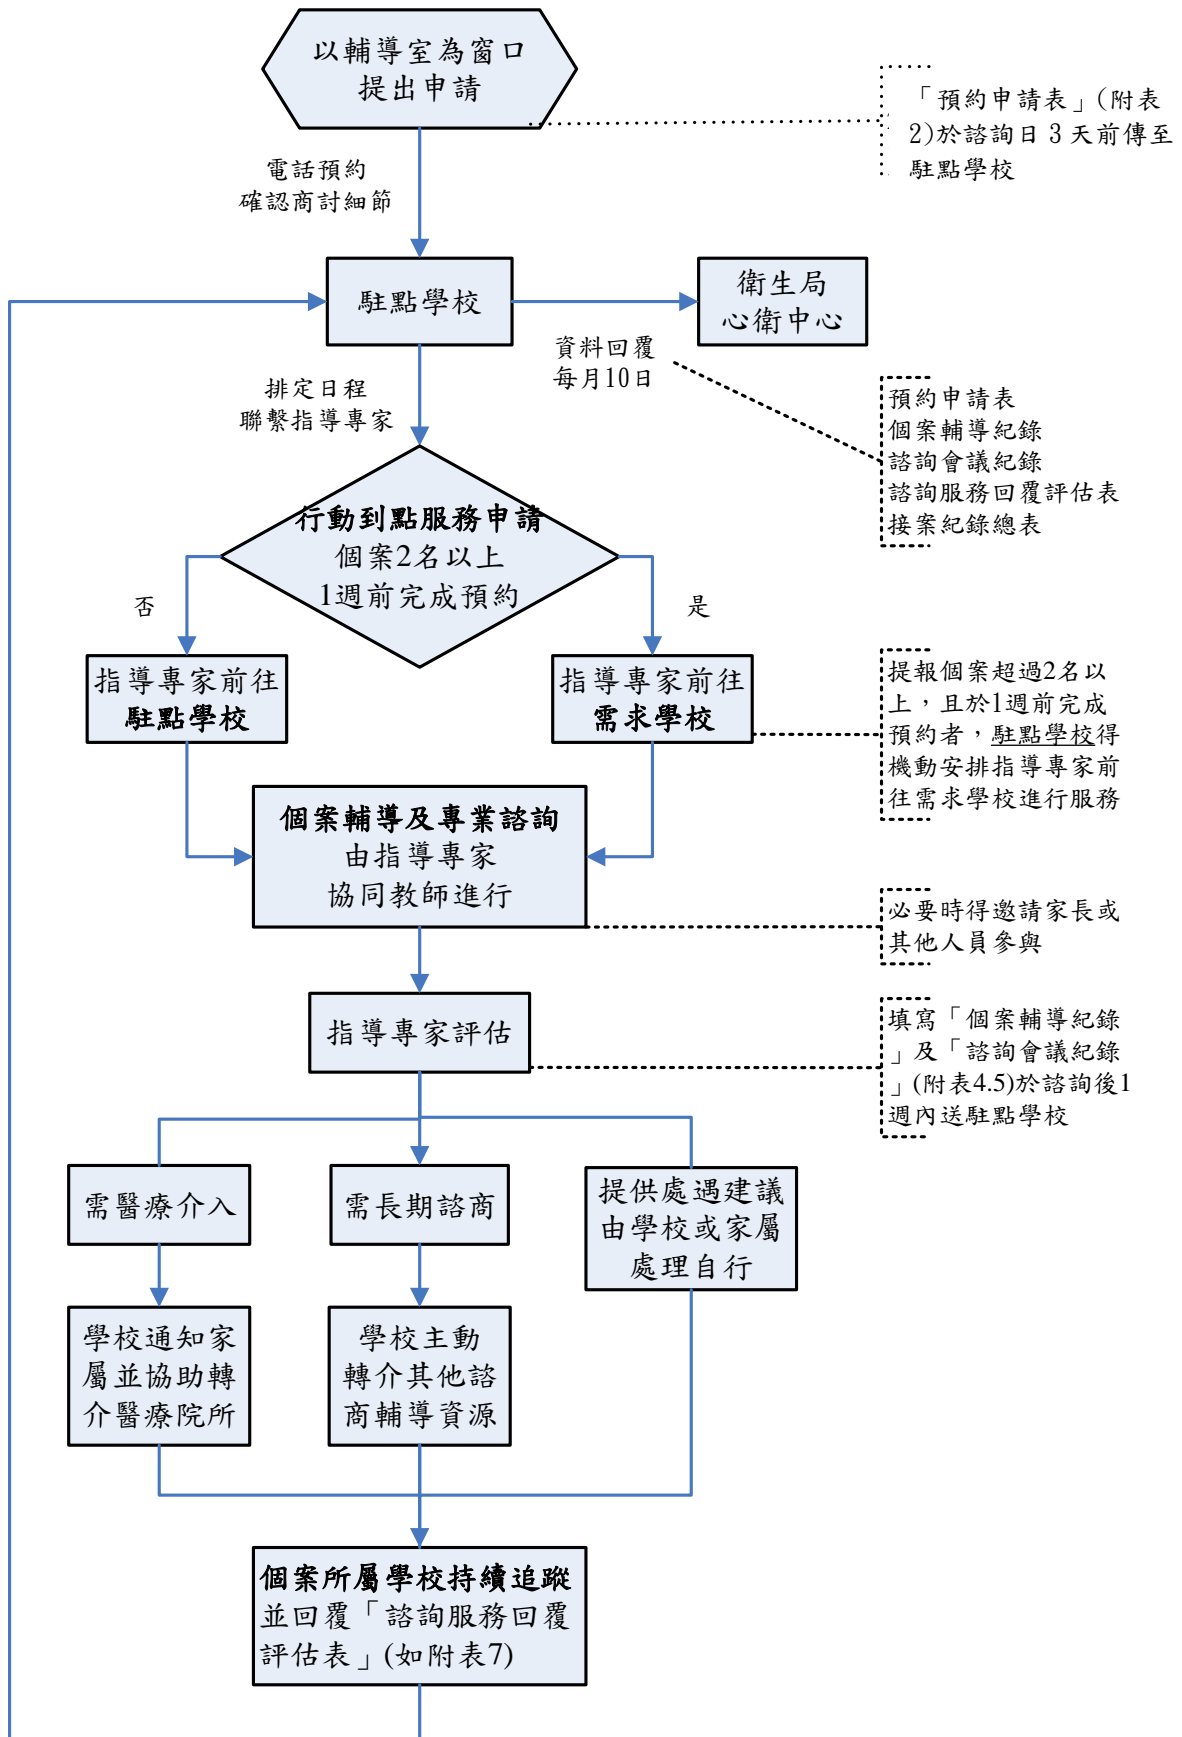 以輔導室為窗口
提出申請
「預約申請表」(附表
2)於諮詢日 3 天前傳至
駐點學校
電話預約
確認商討細節
駐點學校
衛生局
心衛中心
資料回覆
每月10日
排定日程
聯繫指導專家
預約申請表
個案輔導紀錄
諮詢會議紀錄
諮詢服務回覆評估表
接案紀錄總表
行動到點服務申請
個案2名以上
1週前完成預約
否
是
指導專家前往
駐點學校
指導專家前往
需求學校
提報個案超過2名以
上，且於1週前完成
預約者，駐點學校得
機動安排指導專家前
往需求學校進行服務
個案輔導及專業諮詢
由指導專家
協同教師進行
必要時得邀請家長或
其他人員參與
指導專家評估
填寫「個案輔導紀錄
」及「諮詢會議紀錄
」(附表4.5)於諮詢後1
週內送駐點學校
需醫療介入
需長期諮商
提供處遇建議
由學校或家屬
處理自行
學校通知家
屬並協助轉
介醫療院所
學校主動
轉介其他諮
商輔導資源
個案所屬學校持續追蹤
並回覆「諮詢服務回覆
評估表」(如附表7)